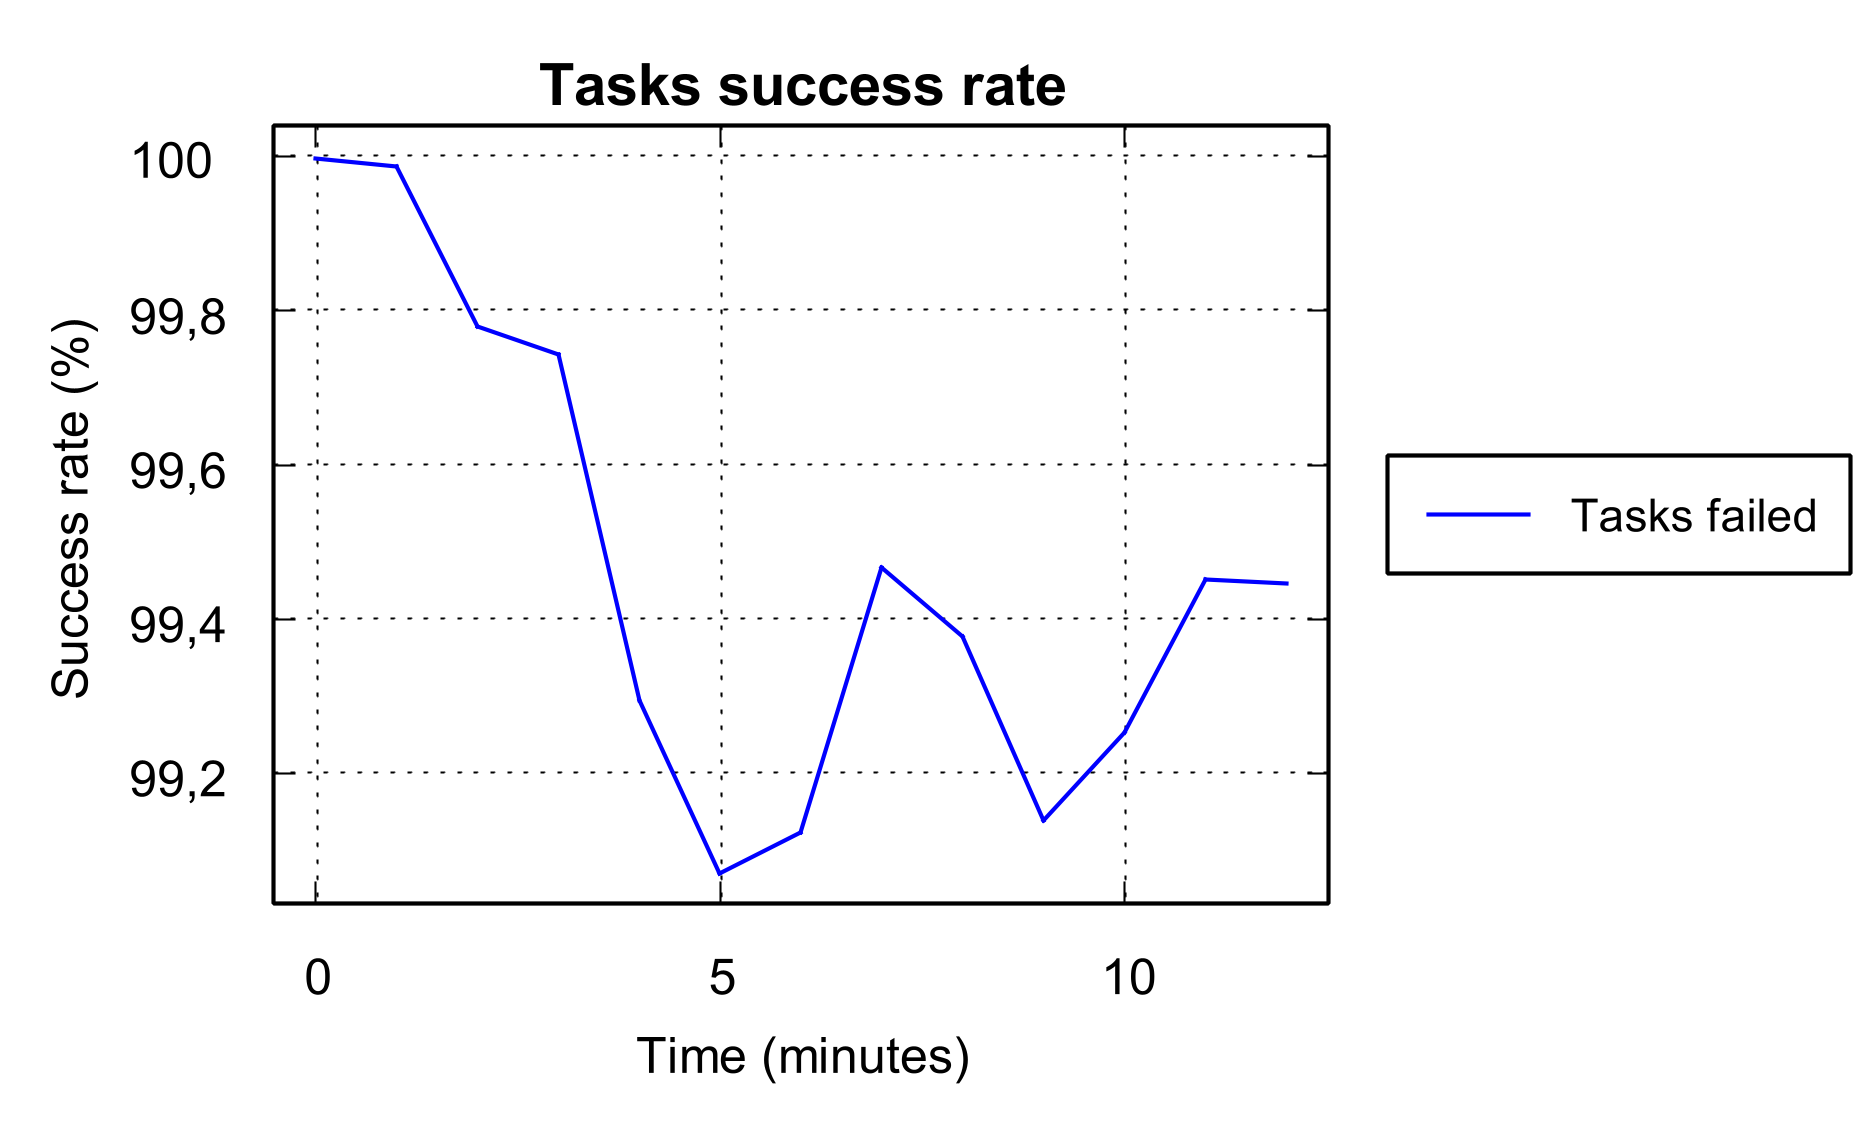 Tasks success rate
100
99,8
99,6
99,4
99,2
Success rate (%)
0 5 10
Time (minutes)
Tasks failed